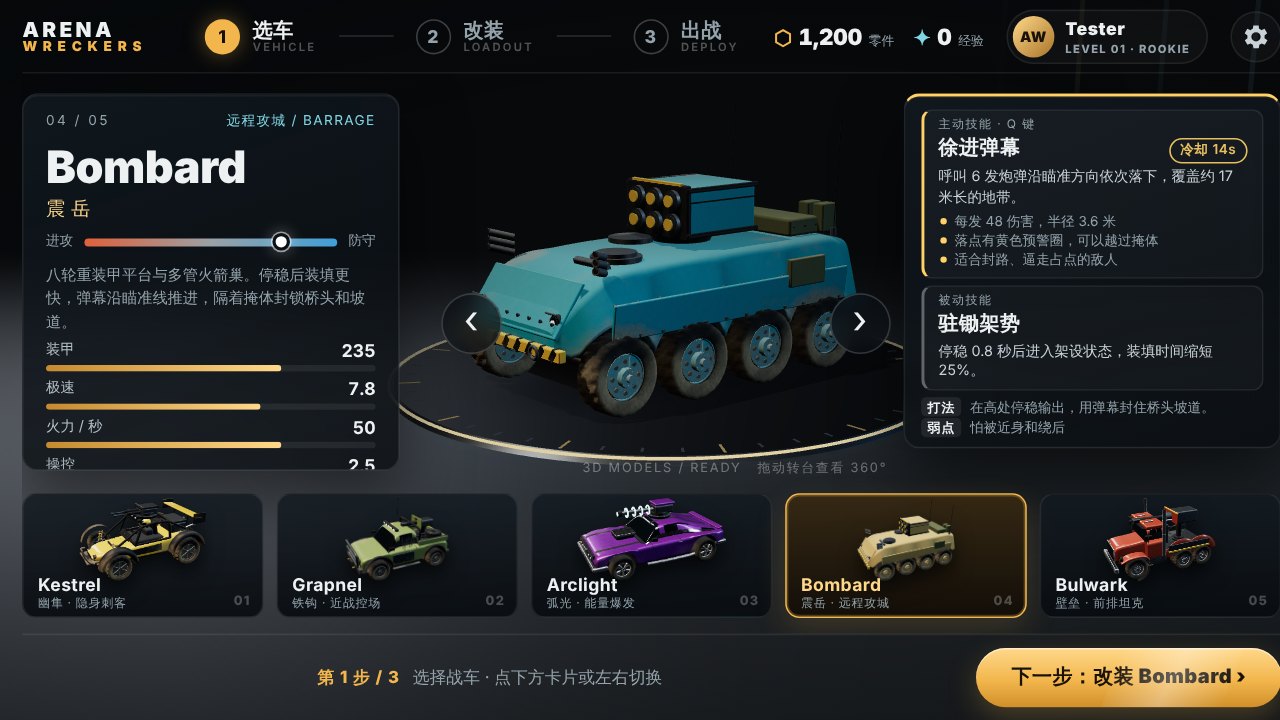 ARENA
WRECKERS
1 选车 VEHICLE
2 改装 LOADOUT
3 出战 DEPLOY
1,200 零件
0 经验
AW
Tester
LEVEL 01 · ROOKIE
04 / 05
远程攻城 / BARRAGE
Bombard
震岳
进攻 防守
八轮重装甲平台与多管火箭巢。停稳后装填更
快，弹幕沿瞄准线推进，隔着掩体封锁桥头和坡
道。
装甲 235
极速 7.8
火力 / 秒 50
操控 2.5
‹
›
3D MODELS / READY 拖动转台查看 360°
主动技能 · Q 键
徐进弹幕
冷却 14s
呼叫 6 发炮弹沿瞄准方向依次落下，覆盖约 17
米长的地带。
每发 48 伤害，半径 3.6 米
落点有黄色预警圈，可以越过掩体
适合封路、逼走占点的敌人
被动技能
驻锄架势
停稳 0.8 秒后进入架设状态，装填时间缩短
25%。
打法 在高处停稳输出，用弹幕封住桥头坡道。
弱点 怕被近身和绕后
Kestrel
幽隼 · 隐身刺客 01
Grapnel
铁钩 · 近战控场 02
Arclight
弧光 · 能量爆发 03
Bombard
震岳 · 远程攻城 04
Bulwark
壁垒 · 前排坦克 05
第 1 步 / 3 选择战车 · 点下方卡片或左右切换
下一步：改装 Bombard ›